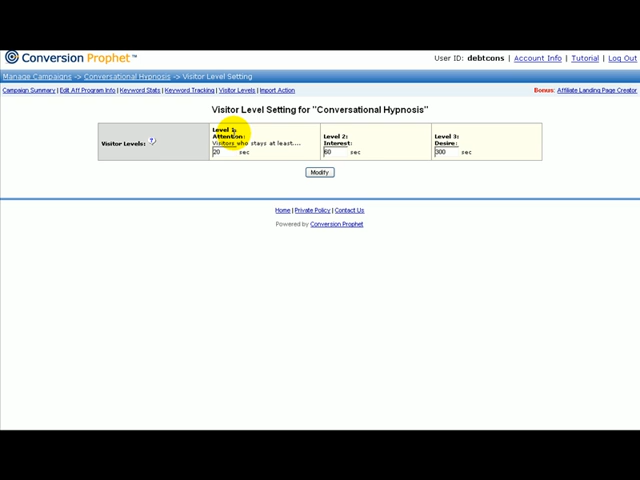 Conversion Prophet™
User ID: debtcons | Account Info | Tutorial | Log Out
Manage Campaigns -> Conversational Hypnosis -> Visitor Level Setting
Campaign Summary | Edit Aff Program Info | Keyword Stats | Keyword Tracking | Visitor Levels | Import Action
Bonus: Affiliate Landing Page Creator
Visitor Level Setting for "Conversational Hypnosis"
Visitor Levels: ?
Level 1:
Attention:
Visitors who stays at least....
20 sec
Level 2:
Interest:
60 sec
Level 3:
Desire:
300 sec
Modify
Home | Private Policy | Contact Us
Powered by Conversion Prophet